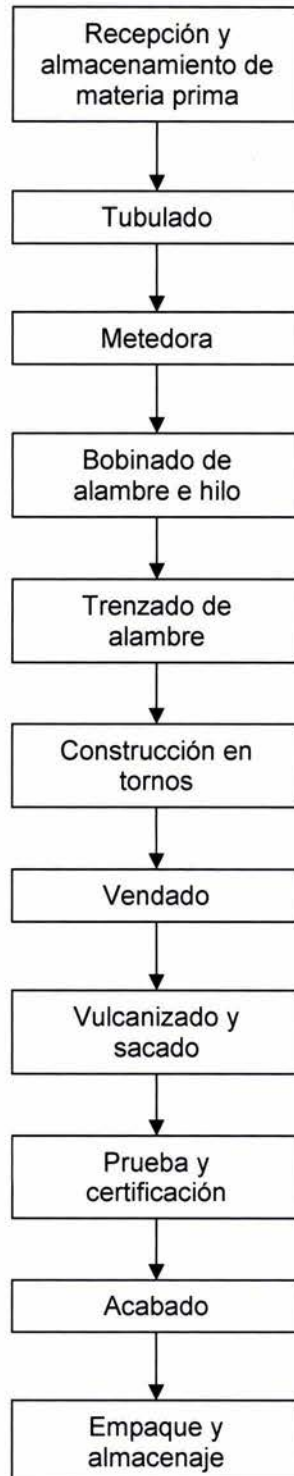 Recepción y
almacenamiento de
materia prima
Tubulado
Metedora
Bobinado de
alambre e hilo
Trenzado de
alambre
Construcción en
tornos
Vendado
Vulcanizado y
sacado
Prueba y
certificación
Acabado
Empaque y
almacenaje